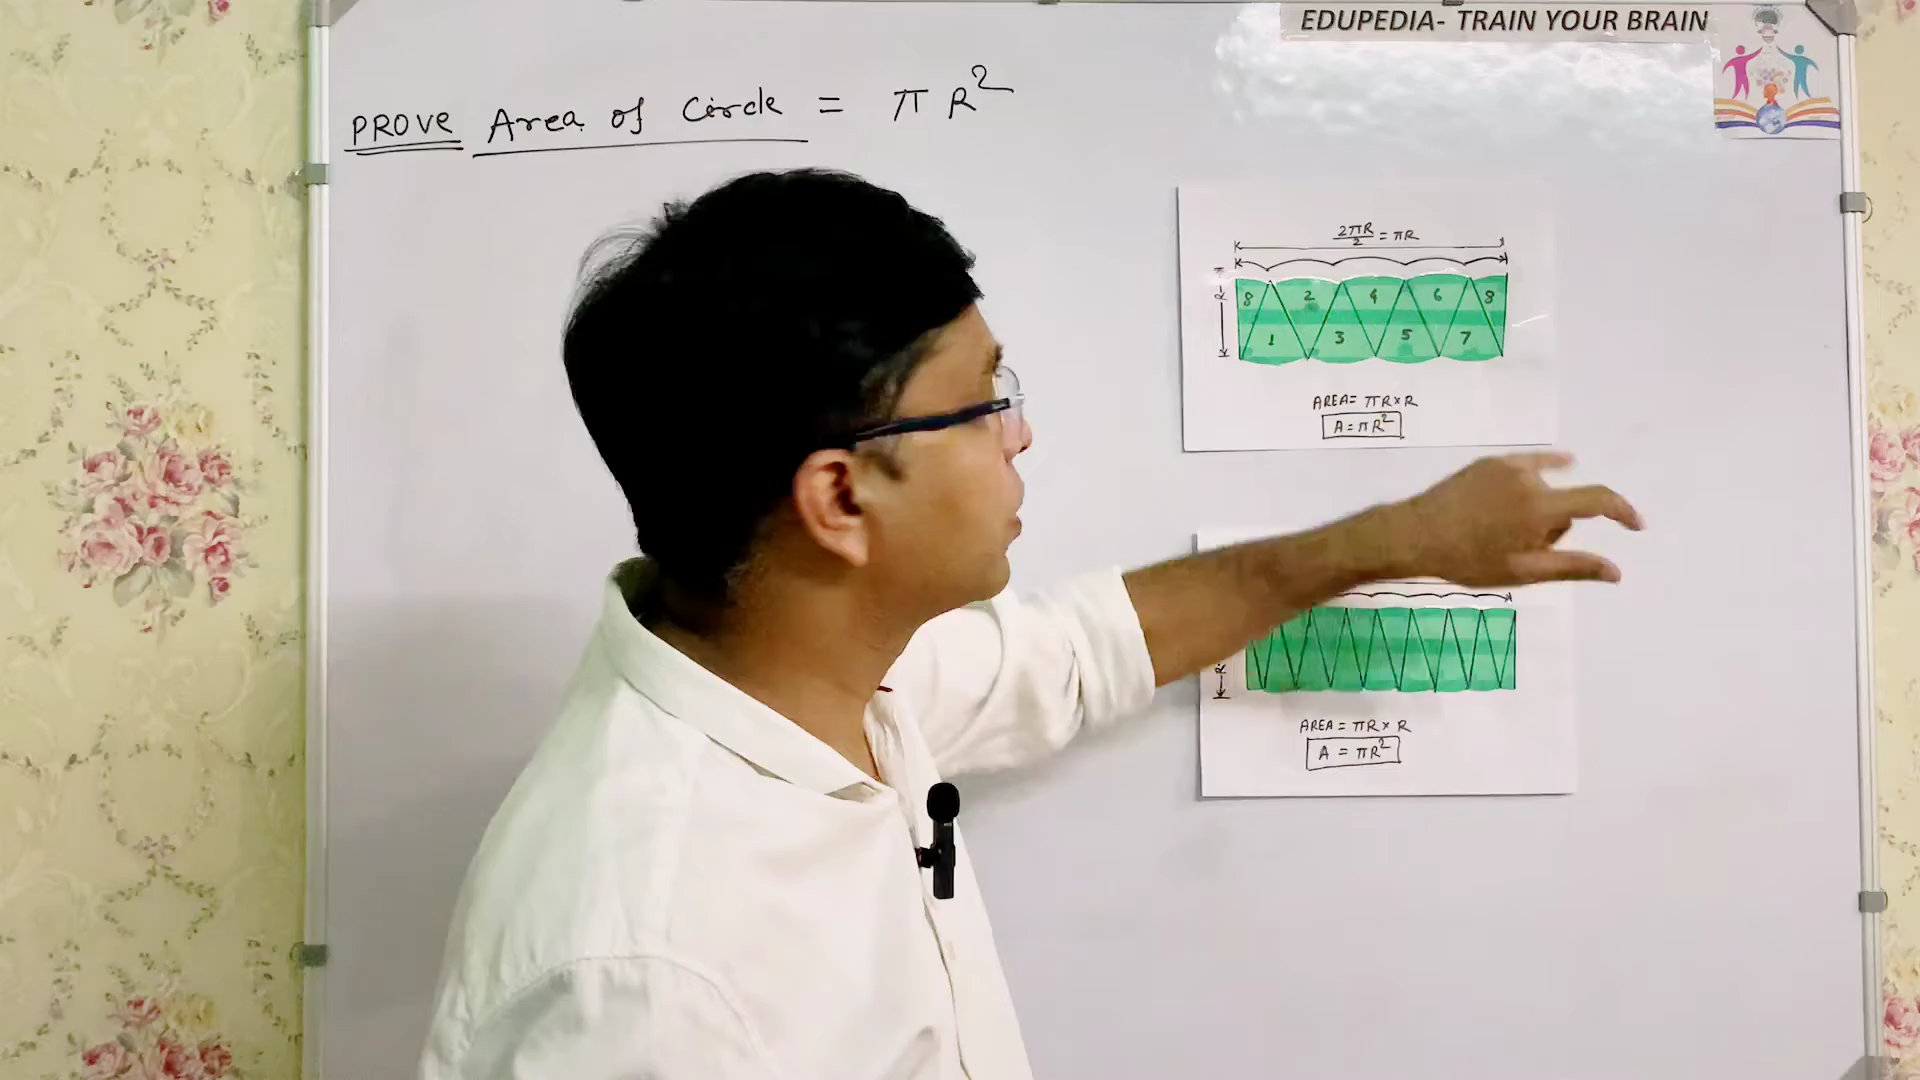 EDUPEDIA- TRAIN YOUR BRAIN
PROVE Area of Circle = πR²
2πR/2 = πR
R
8 2 4 6 8
1 3 5 7
AREA = πR×R
A = πR²
R
AREA = πR × R
A = πR²